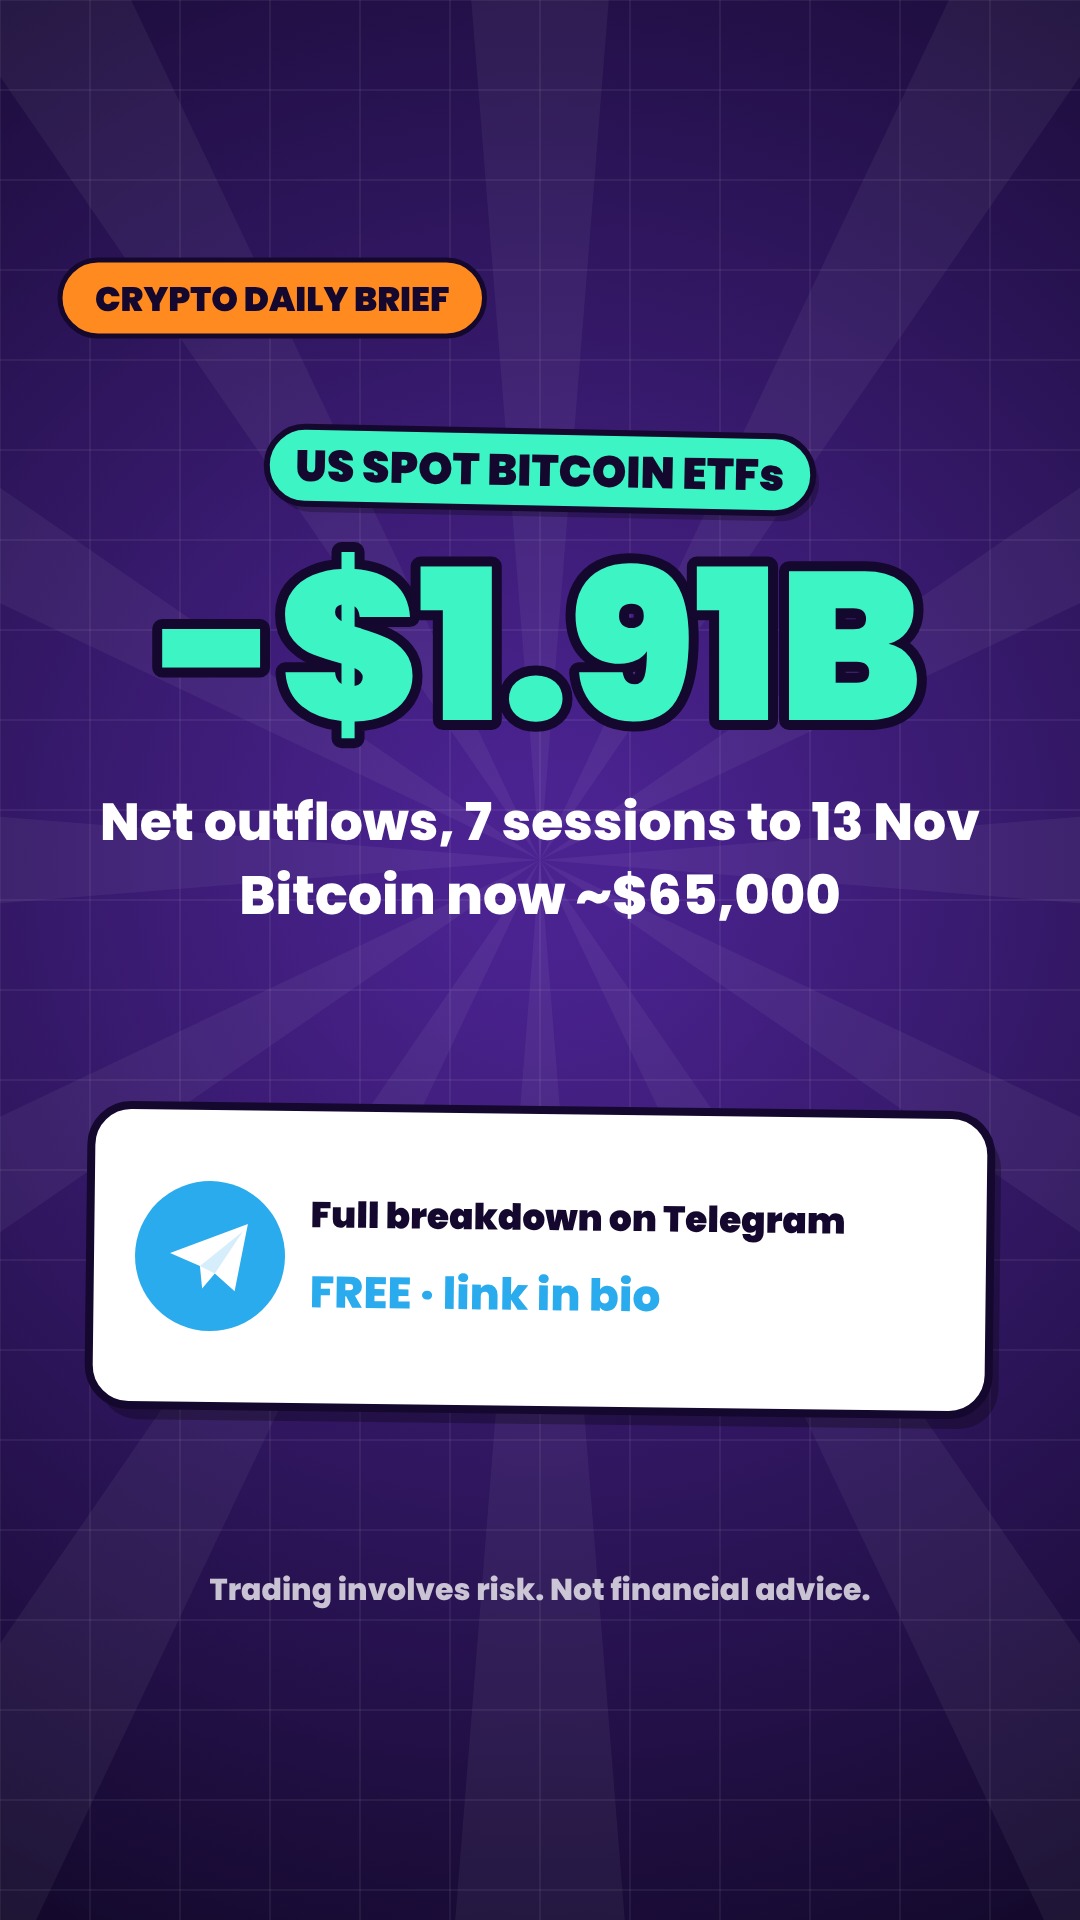 CRYPTO DAILY BRIEF
US SPOT BITCOIN ETFs
-$1.91B
Net outflows, 7 sessions to 13 Nov
Bitcoin now ~$65,000
Full breakdown on Telegram
FREE · link in bio
Trading involves risk. Not financial advice.